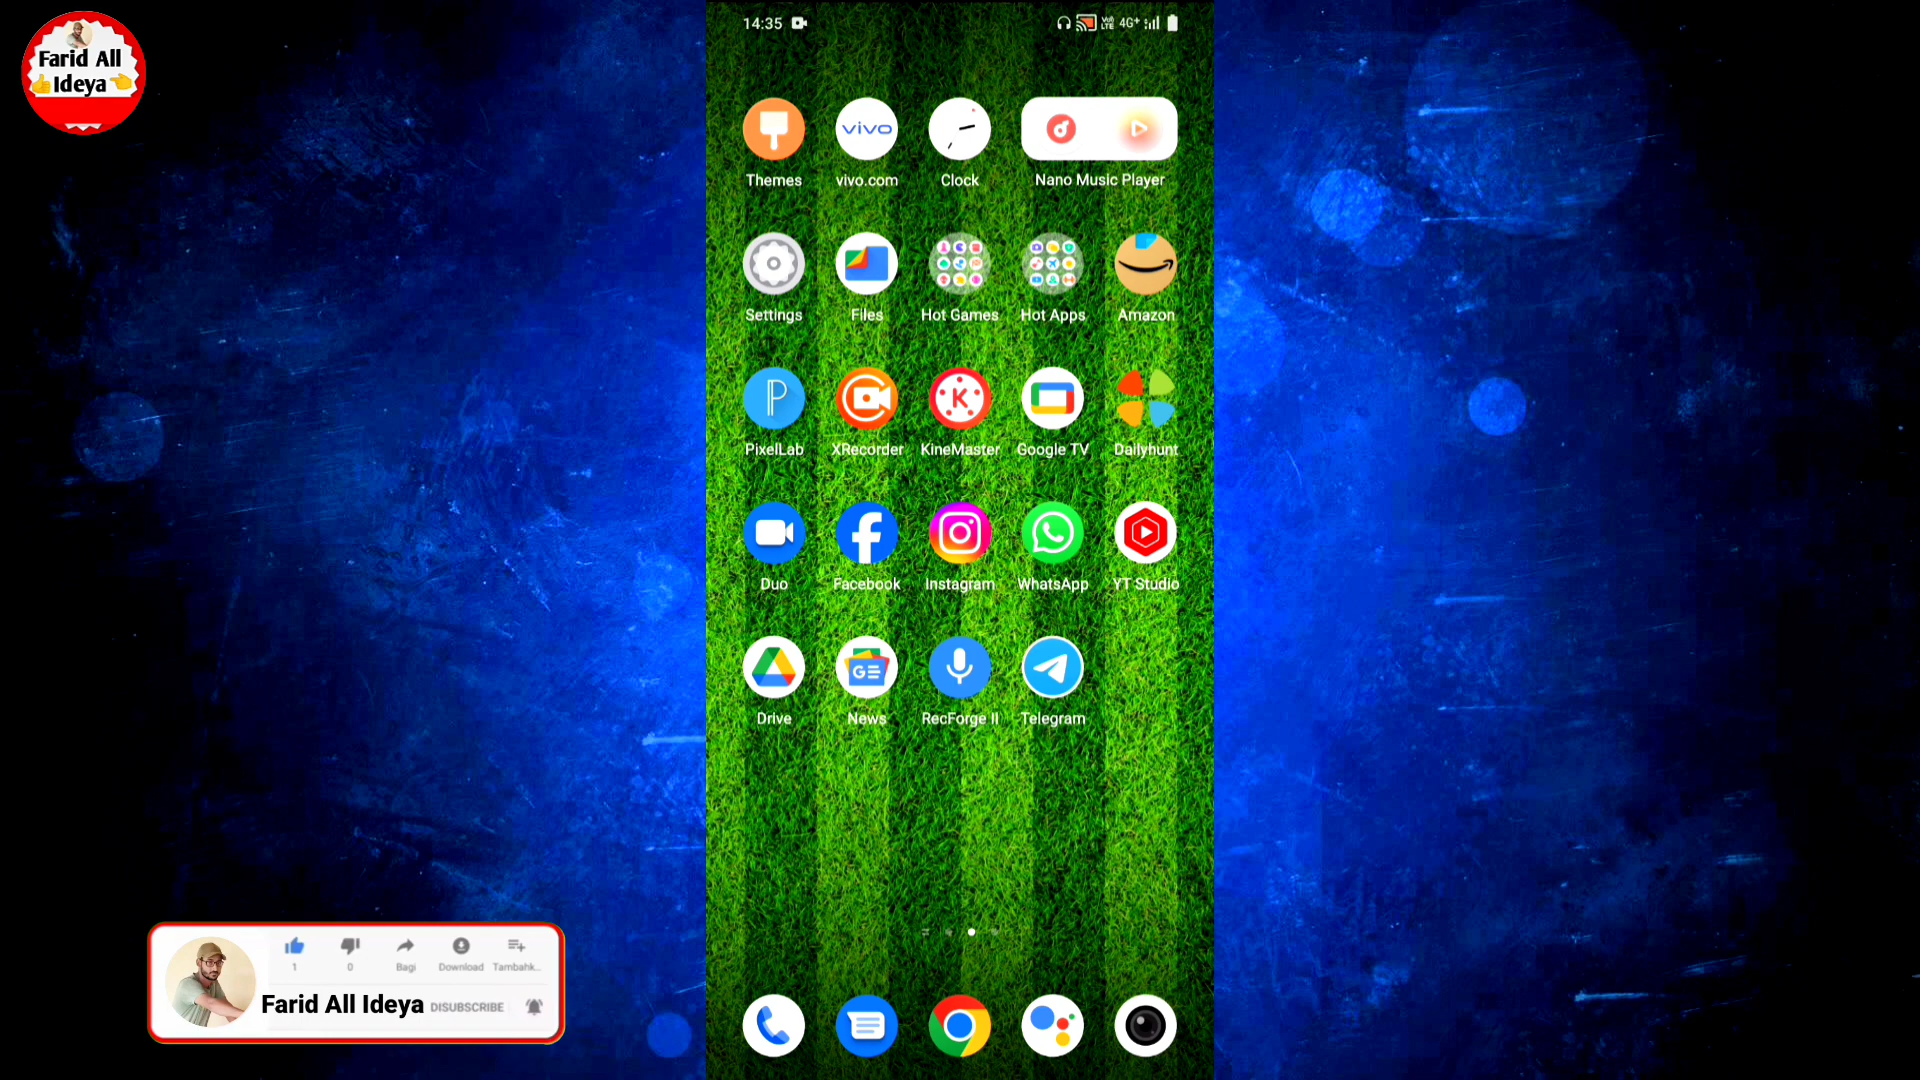 Farid All
Ideya
14:35
4G+
Themes
vivo
vivo.com
Clock
Nano Music Player
Settings
Files
Hot Games
Hot Apps
Amazon
PixelLab
XRecorder
K
KineMaster
Google TV
Dailyhunt
Duo
Facebook
Instagram
WhatsApp
YT Studio
Drive
GE
News
RecForge II
Telegram
1
0
Bagi
Download
Tambahk...
Farid All Ideya
DISUBSCRIBE